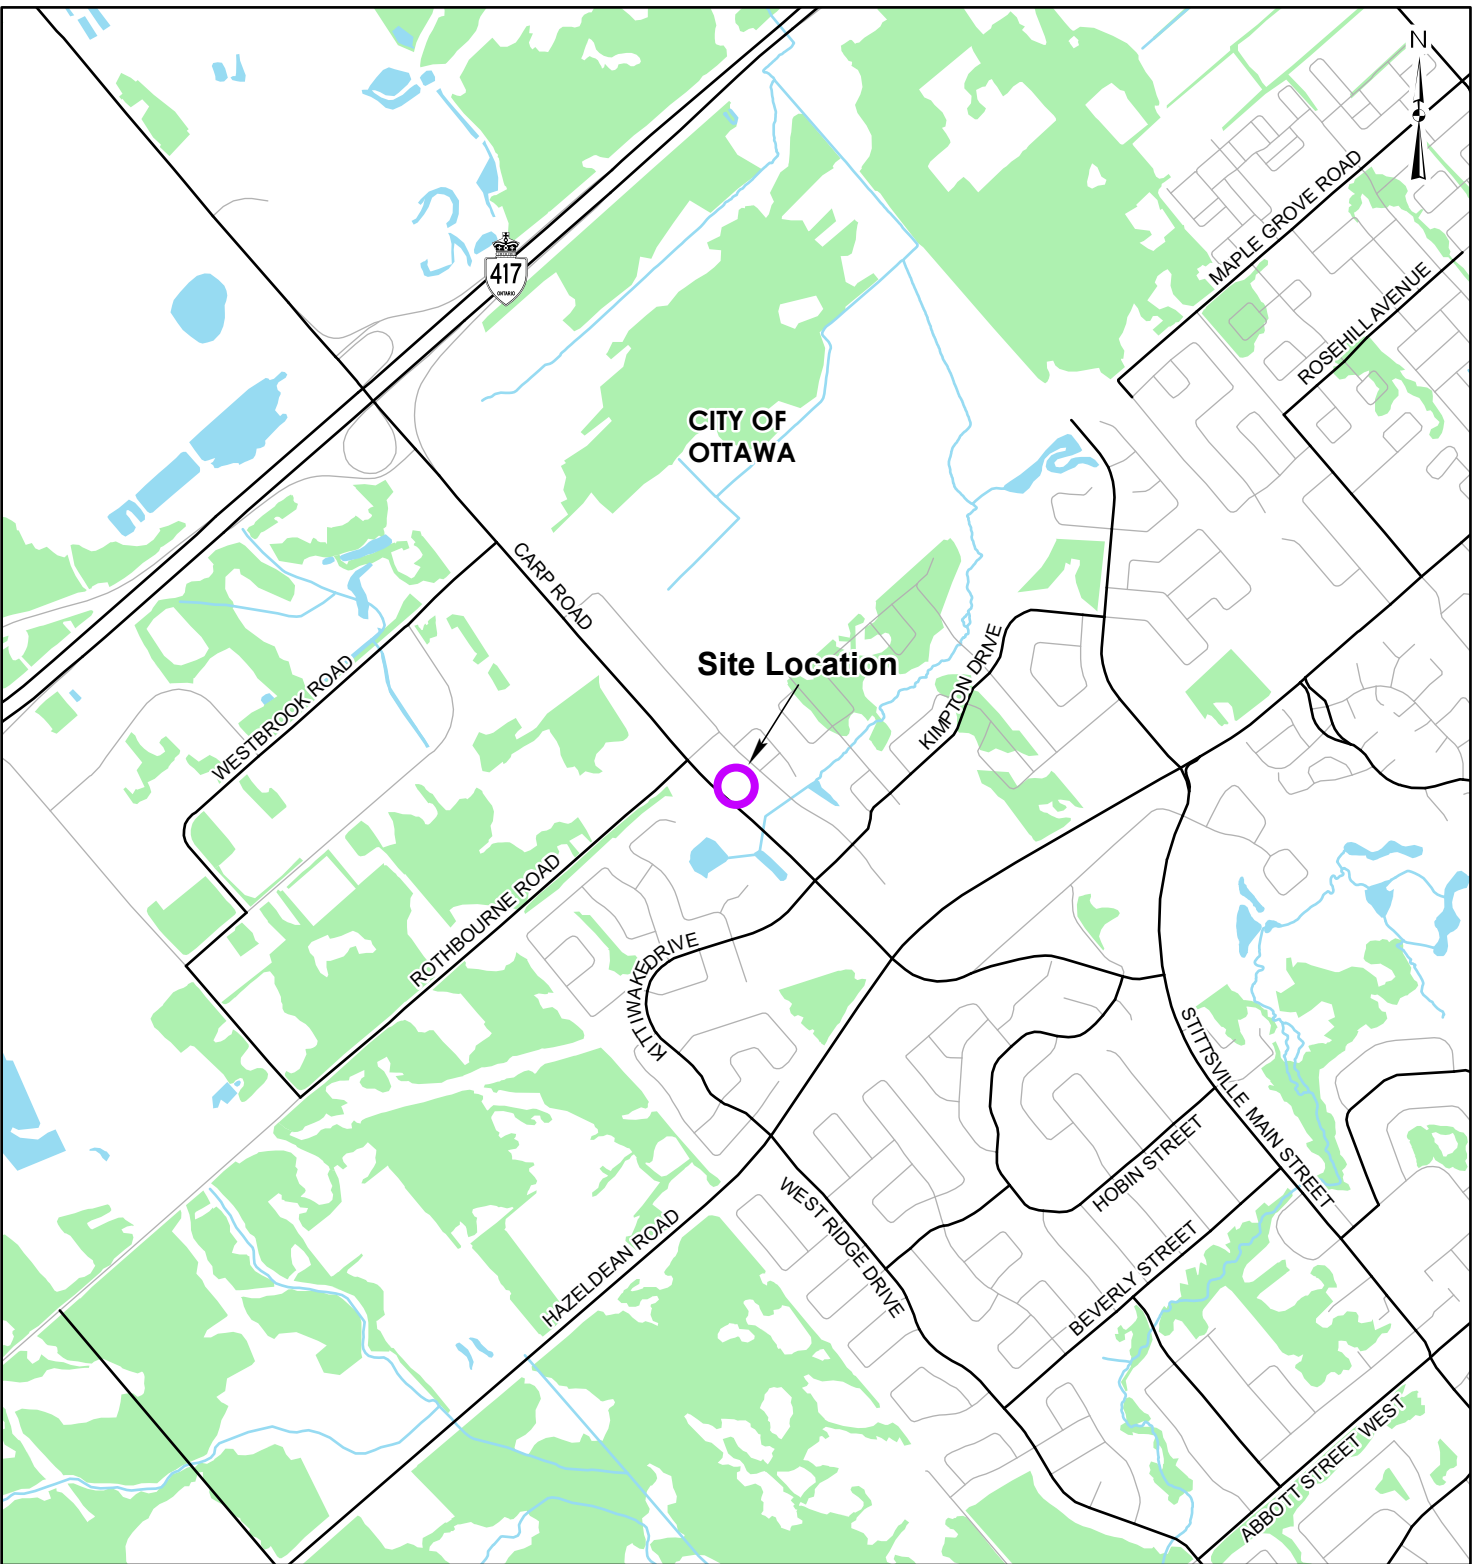 N
MAPLE GROVE ROAD
ROSEHILL AVENUE
417
ONTARIO
CITY OF
OTTAWA
CARP ROAD
Site Location
KIMPTON DRIVE
WESTBROOK ROAD
ROTHBOURNE ROAD
KITTIWAKE DRIVE
STITTSVILLE MAIN STREET
HOBIN STREET
WEST RIDGE DRIVE
HAZELDEAN ROAD
BEVERLY STREET
ABBOTT STREET WEST